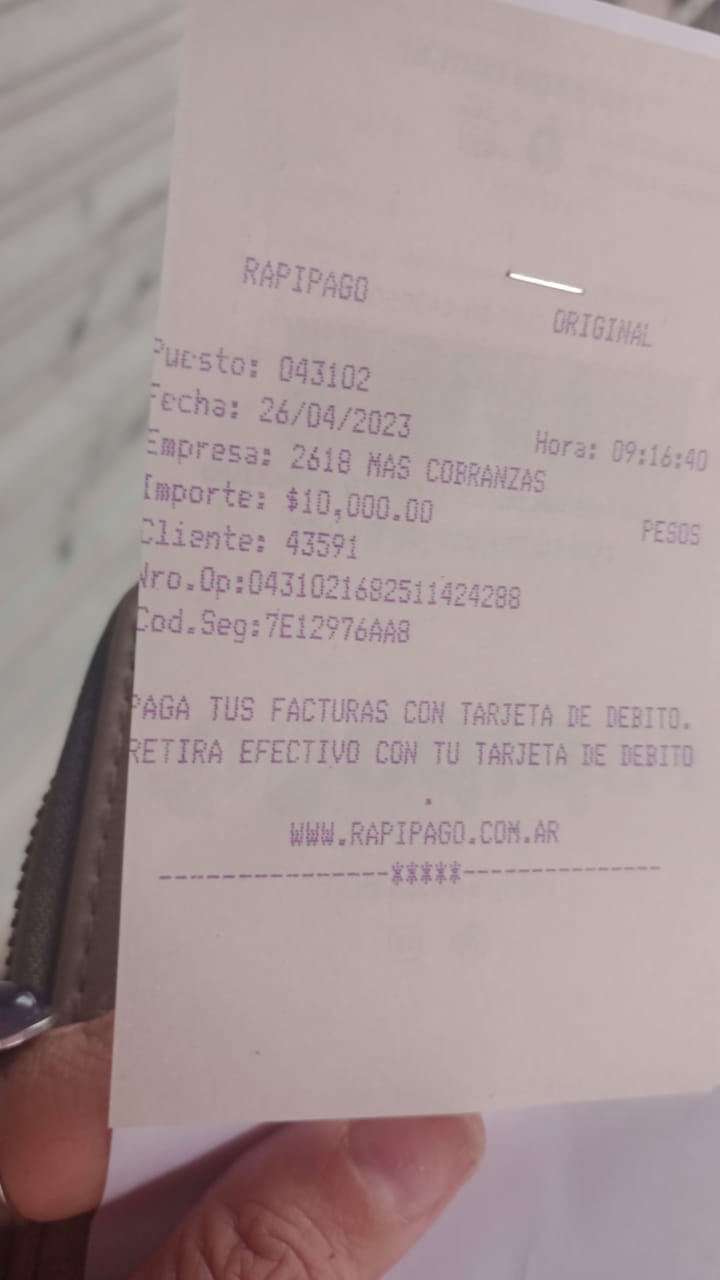 RAPIPAGO
ORIGINAL
Puesto: 043102
Fecha: 26/04/2023 Hora: 09:16:40
Empresa: 2618 MAS COBRANZAS
Importe: $10,000.00 PESOS
Cliente: 43591
Nro.Op:0431021682511424288
Cod.Seg:7E12976AA8
PAGA TUS FACTURAS CON TARJETA DE DEBITO.
RETIRA EFECTIVO CON TU TARJETA DE DEBITO
.
WWW.RAPIPAGO.COM.AR
---------------*****---------------